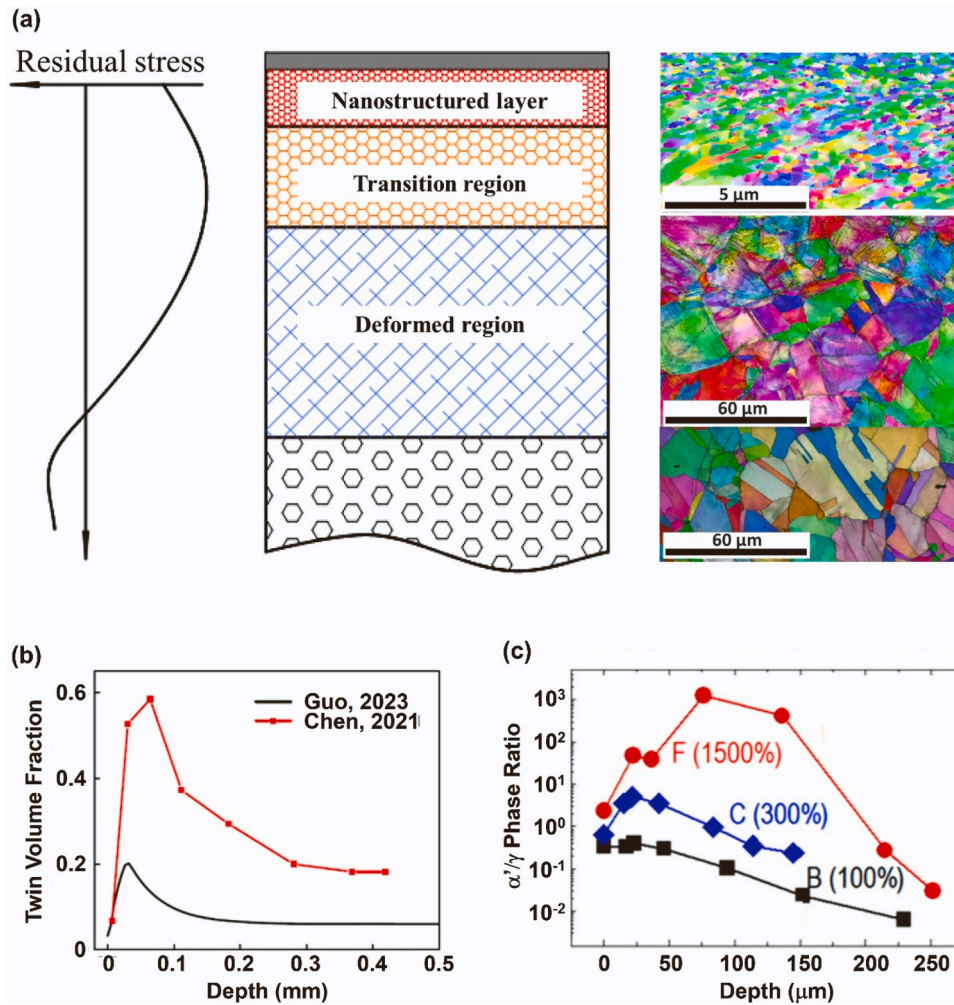 (a)
Residual stress
Nanostructured layer
Transition region
Deformed region
5 μm
60 μm
60 μm
(b)
Twin Volume Fraction
0.6
0.4
0.2
0
Guo, 2023
Chen, 2021
0 0.1 0.2 0.3 0.4 0.5
Depth (mm)
(c)
α'/γ Phase Ratio
10³
10²
10¹
10⁰
10⁻¹
10⁻²
F (1500%)
C (300%)
B (100%)
0 50 100 150 200 250
Depth (μm)